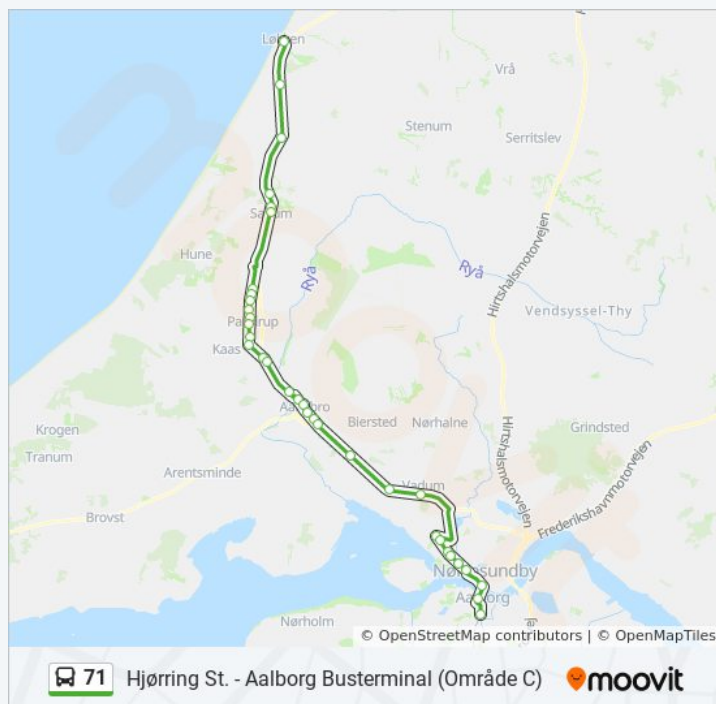 Løkken
Vrå
Stenum
Serritslev
Saltum
Hune
Ryå
Ryå
Hirtshalsmotorvejen
Vendsyssel-Thy
Pandrup
Kaas
Aabybro
Biersted
Nørhalne
Hirtshalsmotorvejen
Grindsted
Krogen
Tranum
Arentsminde
Vadum
Brovst
Frederikshavnmotorvejen
Nørresundby
Aalborg
Nørholm
© OpenStreetMap contributors | © OpenMapTiles
71 Hjørring St. - Aalborg Busterminal (Område C) moovit